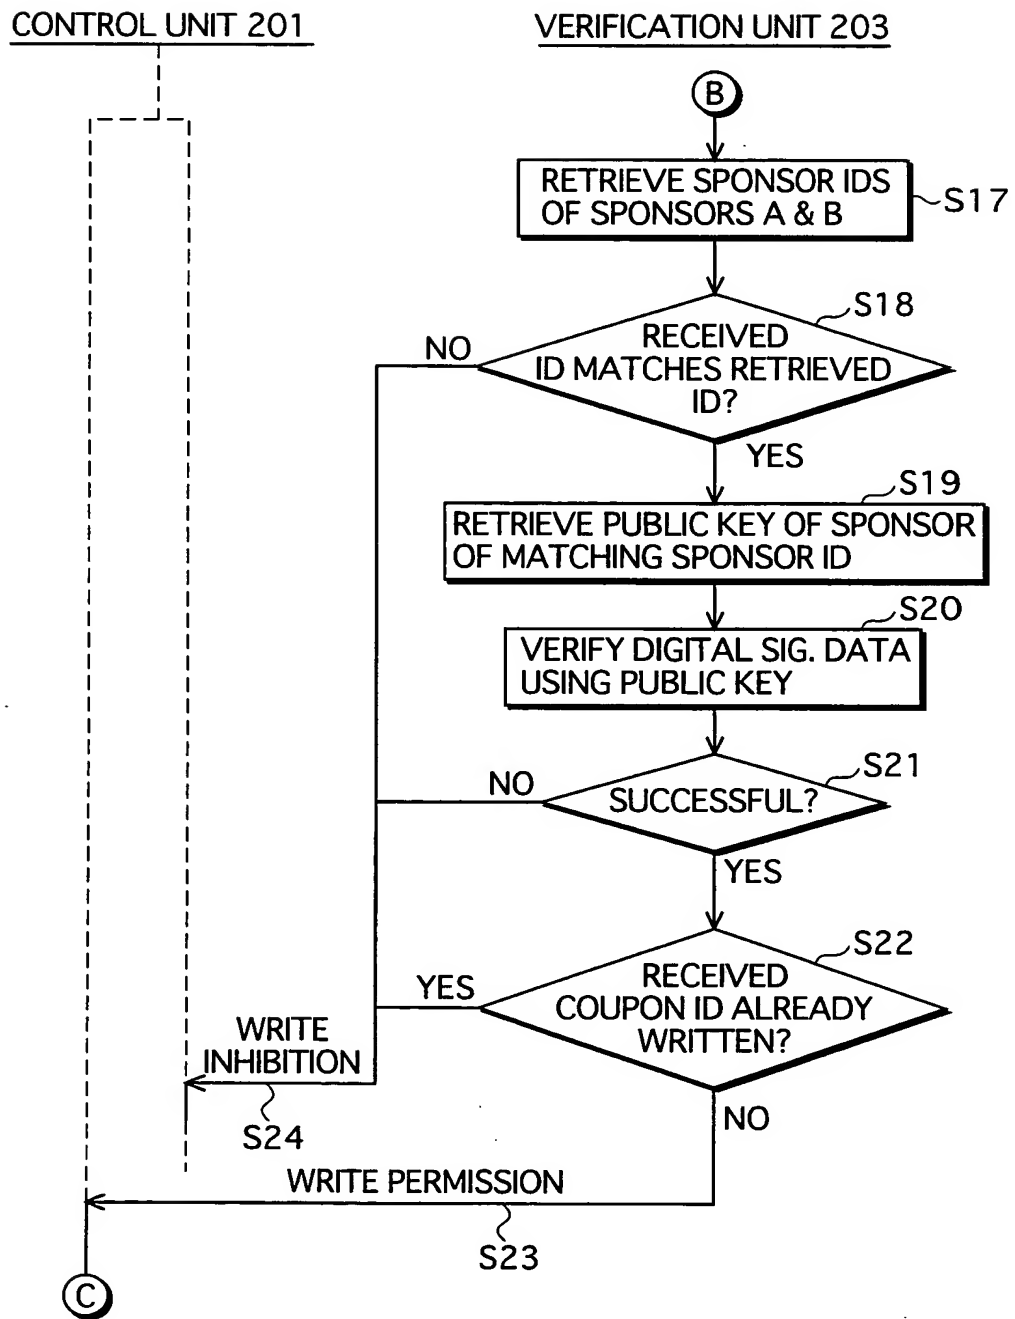 CONTROL UNIT 201
VERIFICATION UNIT 203
B
RETRIEVE SPONSOR IDS
OF SPONSORS A & B
S17
S18
RECEIVED
ID MATCHES RETRIEVED
ID?
NO
YES
S19
RETRIEVE PUBLIC KEY OF SPONSOR
OF MATCHING SPONSOR ID
S20
VERIFY DIGITAL SIG. DATA
USING PUBLIC KEY
S21
SUCCESSFUL?
NO
YES
S22
RECEIVED
COUPON ID ALREADY
WRITTEN?
YES
NO
WRITE
INHIBITION
S24
WRITE PERMISSION
S23
C